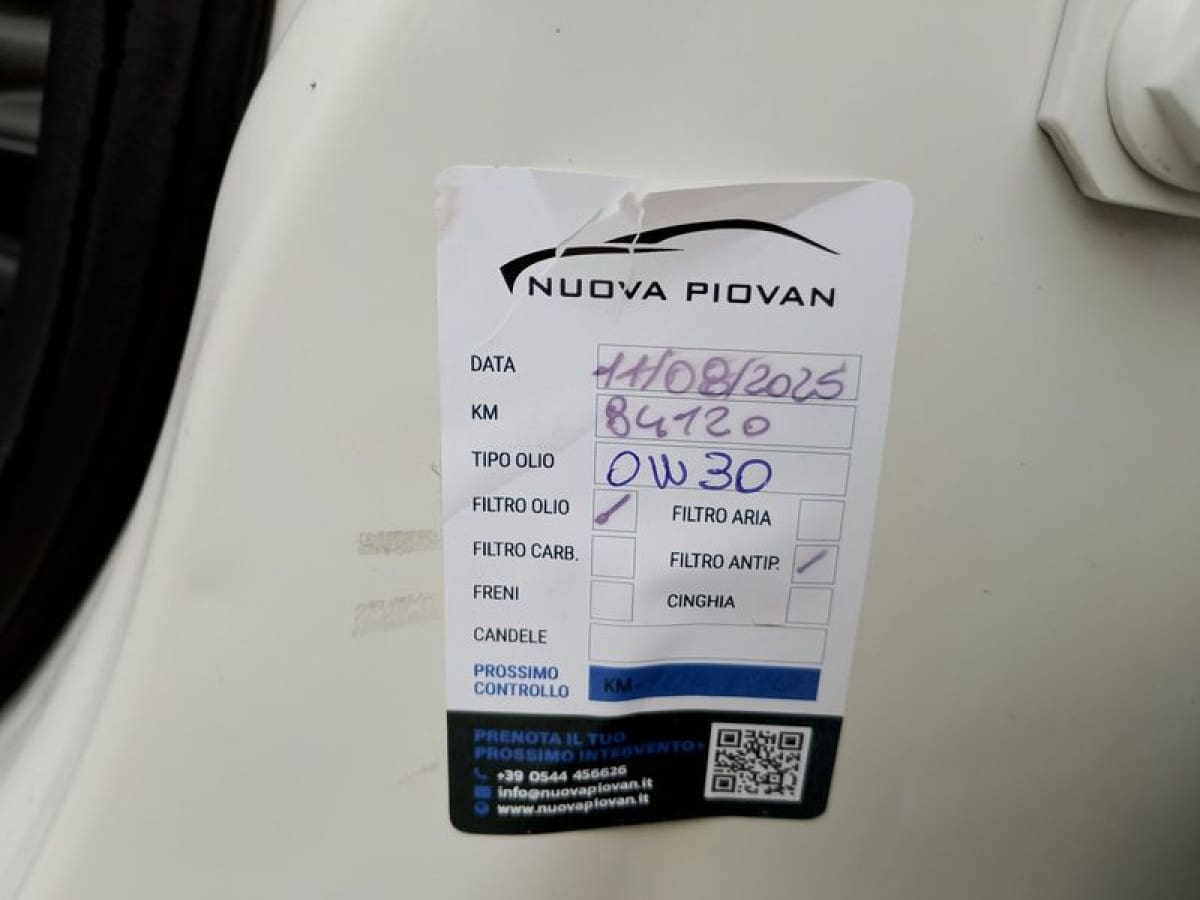 NUOVA PIOVAN
DATA 11/08/2025
KM 84120
TIPO OLIO 0W30
FILTRO OLIO FILTRO ARIA
FILTRO CARB. FILTRO ANTIP.
FRENI CINGHIA
CANDELE
PROSSIMO
CONTROLLO KM
PRENOTA IL TUO
PROSSIMO INTERVENTO
+39 0544 456626
info@nuovapiovan.it
www.nuovapiovan.it